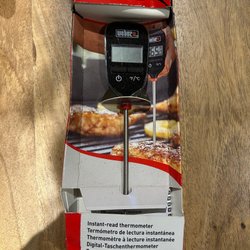 weber
°F/°C
Instant-read thermometer
Termómetro de lectura instantánea
Thermomètre à lecture instantanée
Digital-Taschenthermometer